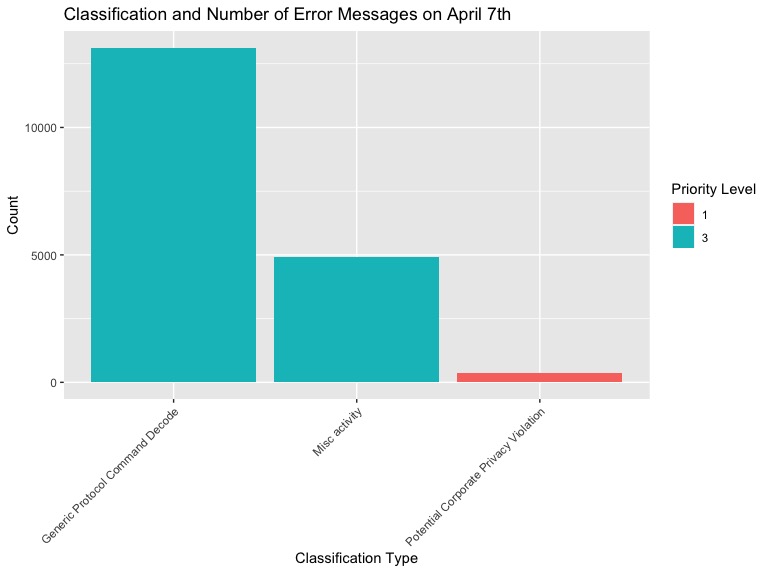 Classification and Number of Error Messages on April 7th
Count
10000
5000
0
Generic Protocol Command Decode
Misc activity
Potential Corporate Privacy Violation
Classification Type
Priority Level
1
3